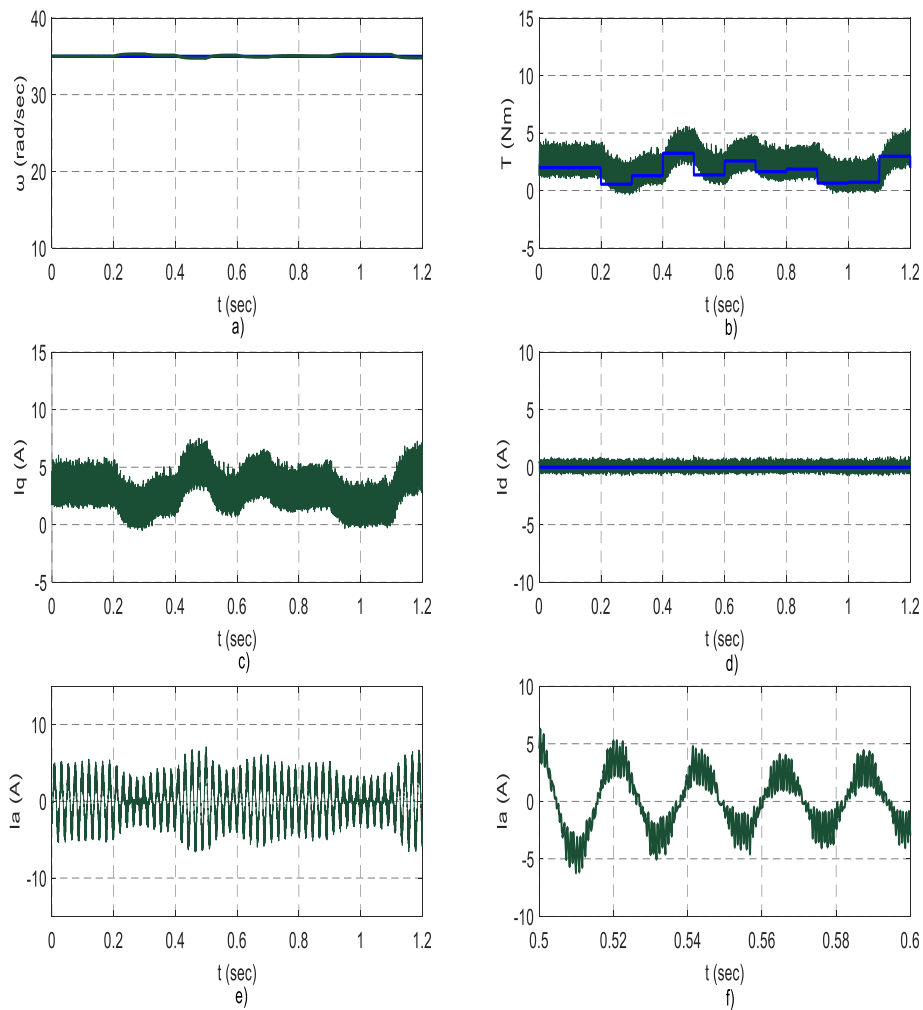 40
30
20
10
ω (rad/sec)
0 0.2 0.4 0.6 0.8 1 1.2
t (sec)
a)
15
10
5
0
-5
T (Nm)
0 0.2 0.4 0.6 0.8 1 1.2
t (sec)
b)
15
10
5
0
-5
Iq (A)
0 0.2 0.4 0.6 0.8 1 1.2
t (sec)
c)
10
5
0
-5
-10
Id (A)
0 0.2 0.4 0.6 0.8 1 1.2
t (sec)
d)
10
0
-10
Ia (A)
0 0.2 0.4 0.6 0.8 1 1.2
t (sec)
e)
10
5
0
-5
-10
Ia (A)
0.5 0.52 0.54 0.56 0.58 0.6
t (sec)
f)